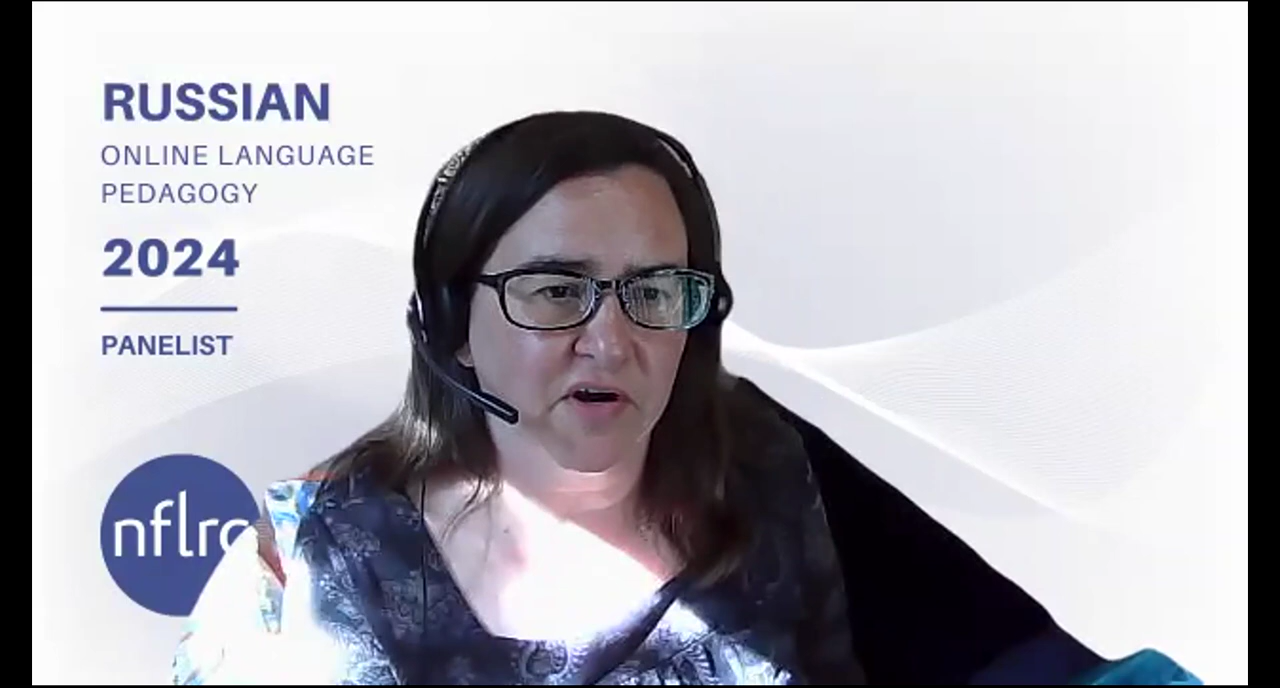 RUSSIAN
ONLINE LANGUAGE
PEDAGOGY
2024
PANELIST
nflrc